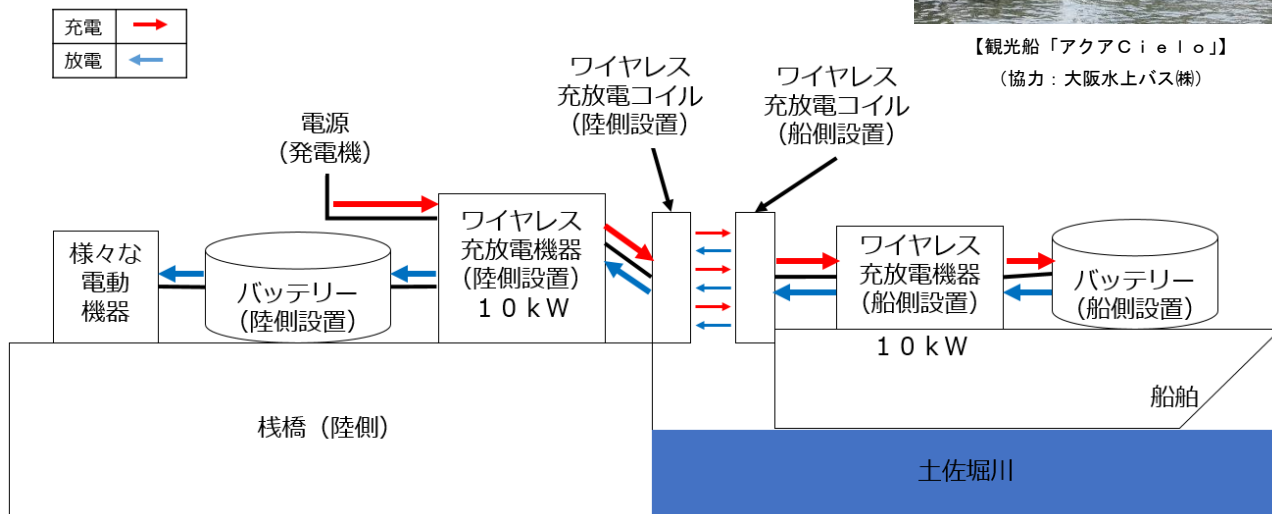 充電
放電
【観光船「アクアＣｉｅｌｏ」】
（協力：大阪水上バス㈱）
ワイヤレス
充放電コイル
（陸側設置）
ワイヤレス
充放電コイル
（船側設置）
電源
（発電機）
様々な
電動
機器
バッテリー
（陸側設置）
ワイヤレス
充放電機器
（陸側設置）
１０ｋＷ
ワイヤレス
充放電機器
（船側設置）
１０ｋＷ
バッテリー
（船側設置）
船舶
桟橋（陸側）
土佐堀川